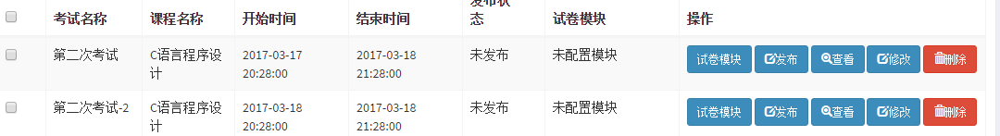 考试名称 课程名称 开始时间 结束时间 发布状态 试卷模块 操作
第二次考试 C语言程序设计 2017-03-17 20:28:00 2017-03-18 21:28:00 未发布 未配置模块 试卷模块 发布 查看 修改 删除
第二次考试-2 C语言程序设计 2017-03-18 20:28:00 2017-03-18 21:28:00 未发布 未配置模块 试卷模块 发布 查看 修改 删除